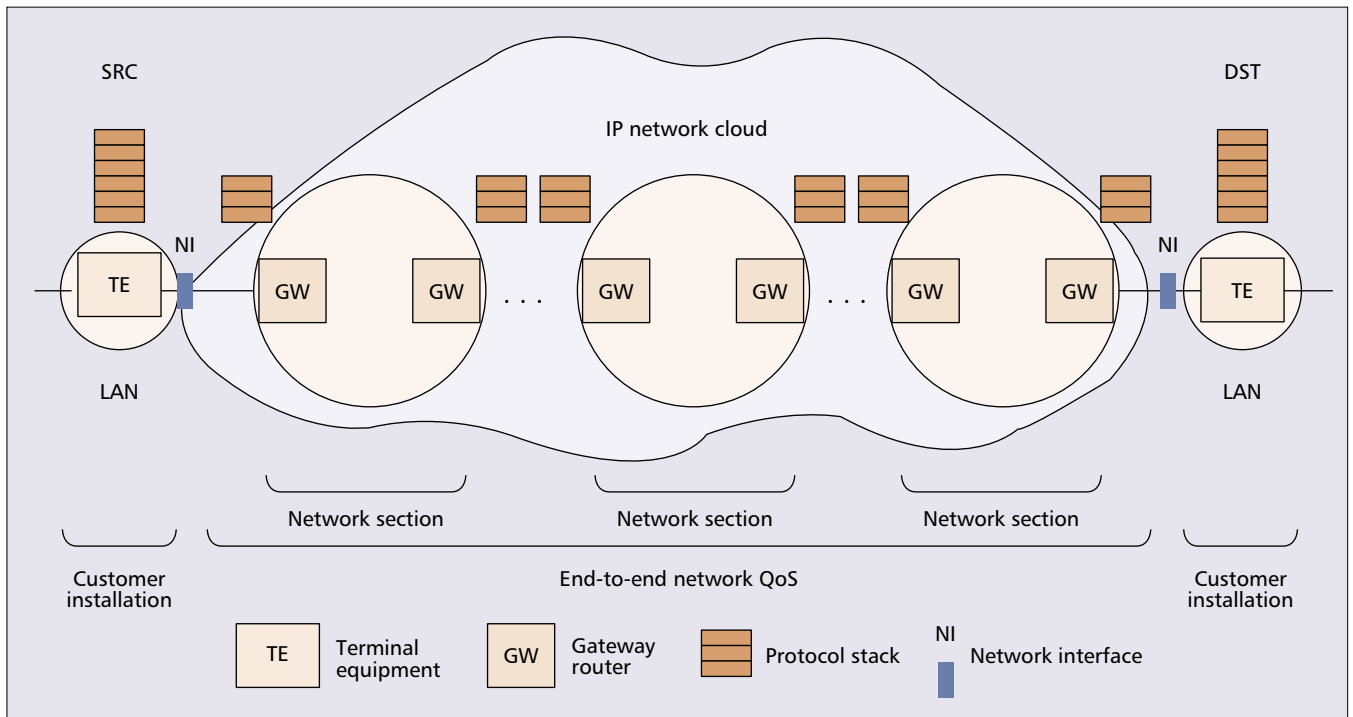 SRC
DST
IP network cloud
NI
NI
TE
GW
GW
. . .
GW
GW
. . .
GW
GW
TE
LAN
LAN
Network section
Network section
Network section
Customer
installation
End-to-end network QoS
Customer
installation
TE
Terminal
equipment
GW
Gateway
router
Protocol stack
NI
Network interface